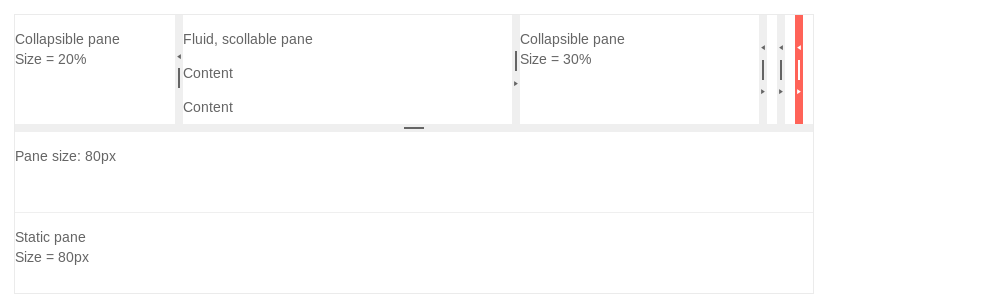 Collapsible pane
Size = 20%
Fluid, scollable pane
Content
Content
Collapsible pane
Size = 30%
Pane size: 80px
Static pane
Size = 80px